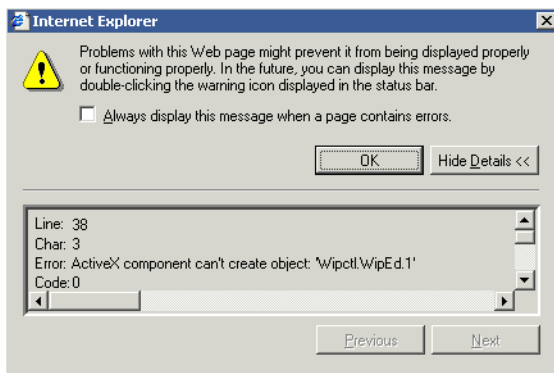 Internet Explorer
Problems with this Web page might prevent it from being displayed properly
or functioning properly. In the future, you can display this message by
double-clicking the warning icon displayed in the status bar.
Always display this message when a page contains errors.
OK
Hide Details <<
Line: 38
Char: 3
Error: ActiveX component can't create object: 'Wipctl.WipEd.1'
Code:0
Previous
Next